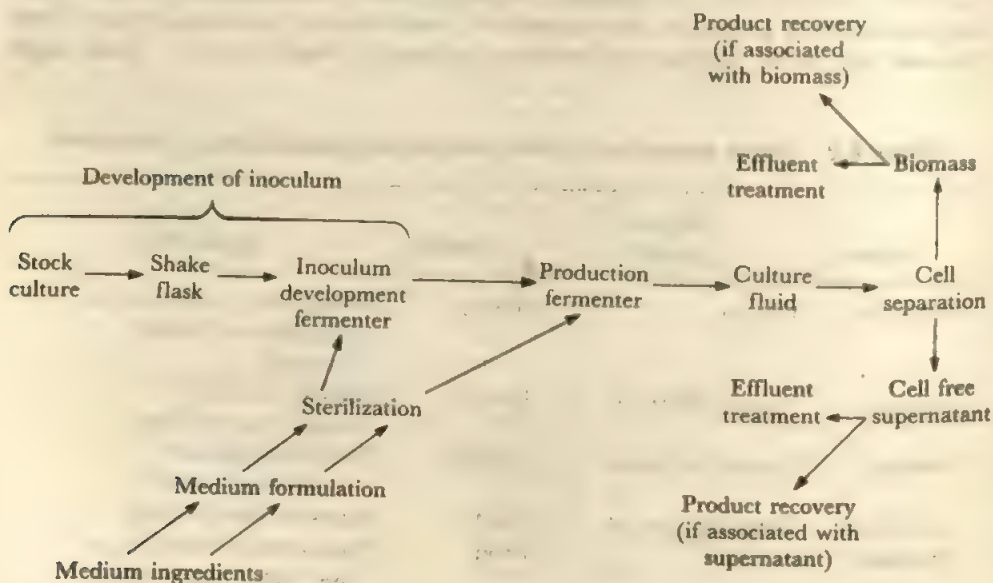 Product recovery
(if associated
with biomass)
Effluent
treatment
Biomass
Development of inoculum
Stock
culture
Shake
flask
Inoculum
development
fermenter
Production
fermenter
Culture
fluid
Cell
separation
Sterilization
Effluent
treatment
Cell free
supernatant
Medium formulation
Product recovery
(if associated with
supernatant)
Medium ingredients